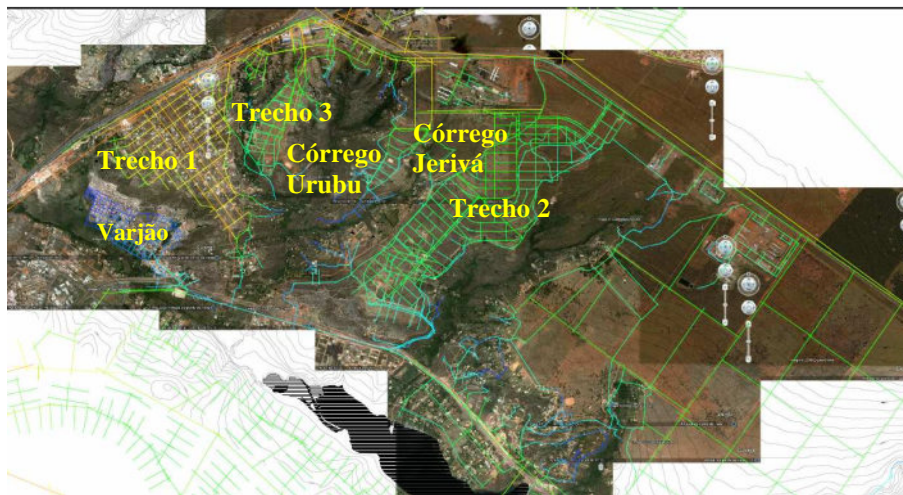 Trecho 3
Córrego
Jerivá
Trecho 1
Córrego
Urubu
Trecho 2
Varjão